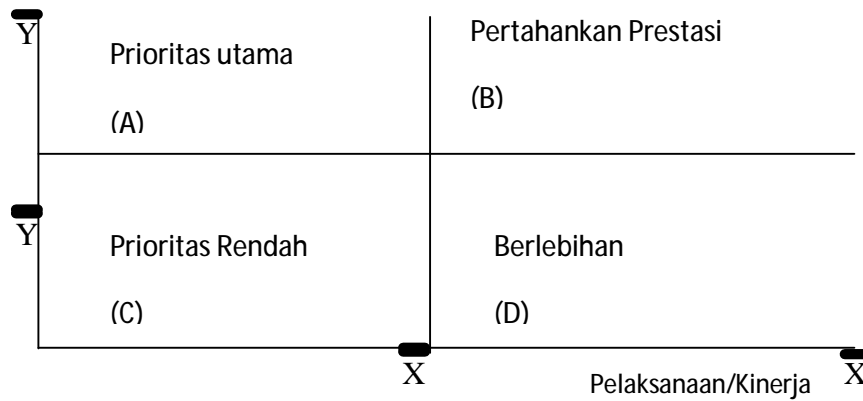 Y
Prioritas utama
(A)
Pertahankan Prestasi
(B)
Y
Prioritas Rendah
(C)
Berlebihan
(D)
X
Pelaksanaan/Kinerja
X